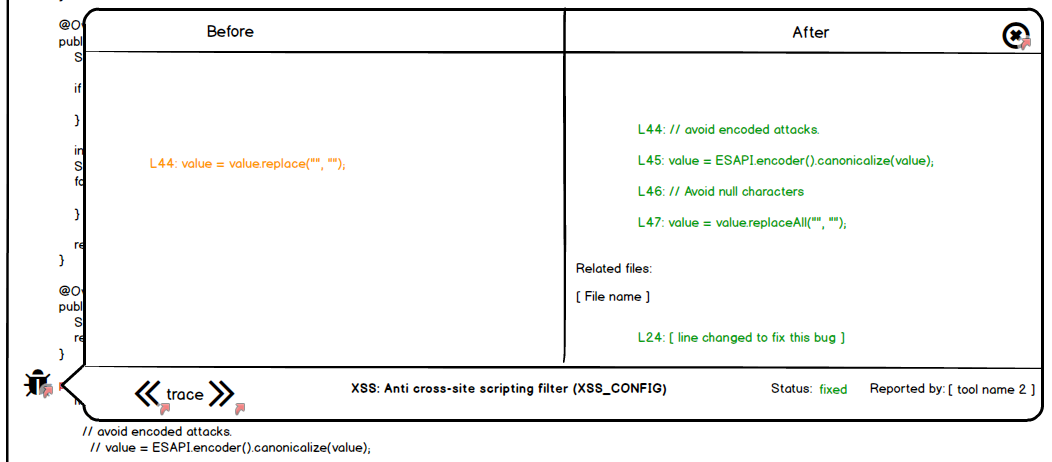 Before
After
@O
publ
S
if
}
in
S
fo
}
re
}
@O
publ
S
re
}
L44: value = value.replace("", "");
L44: // avoid encoded attacks.
L45: value = ESAPI.encoder().canonicalize(value);
L46: // Avoid null characters
L47: value = value.replaceAll("", "");
Related files:
[ File name ]
L24: [ line changed to fix this bug ]
trace
XSS: Anti cross-site scripting filter (XSS_CONFIG)
Status: fixed
Reported by: [ tool name 2 ]
// avoid encoded attacks.
// value = ESAPI.encoder().canonicalize(value);